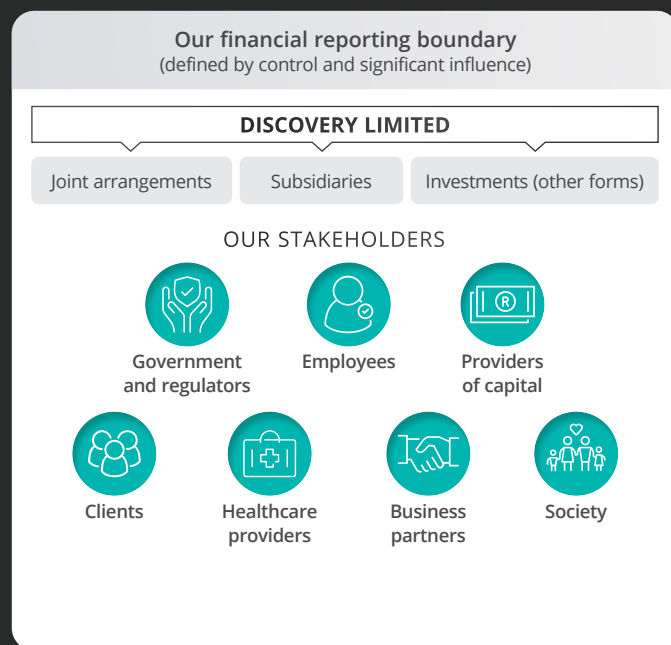 Our financial reporting boundary
(defined by control and significant influence)
DISCOVERY LIMITED
Joint arrangements
Subsidiaries
Investments (other forms)
OUR STAKEHOLDERS
R
Government
and regulators
Employees
Providers
of capital
Clients
Healthcare
providers
Business
partners
Society